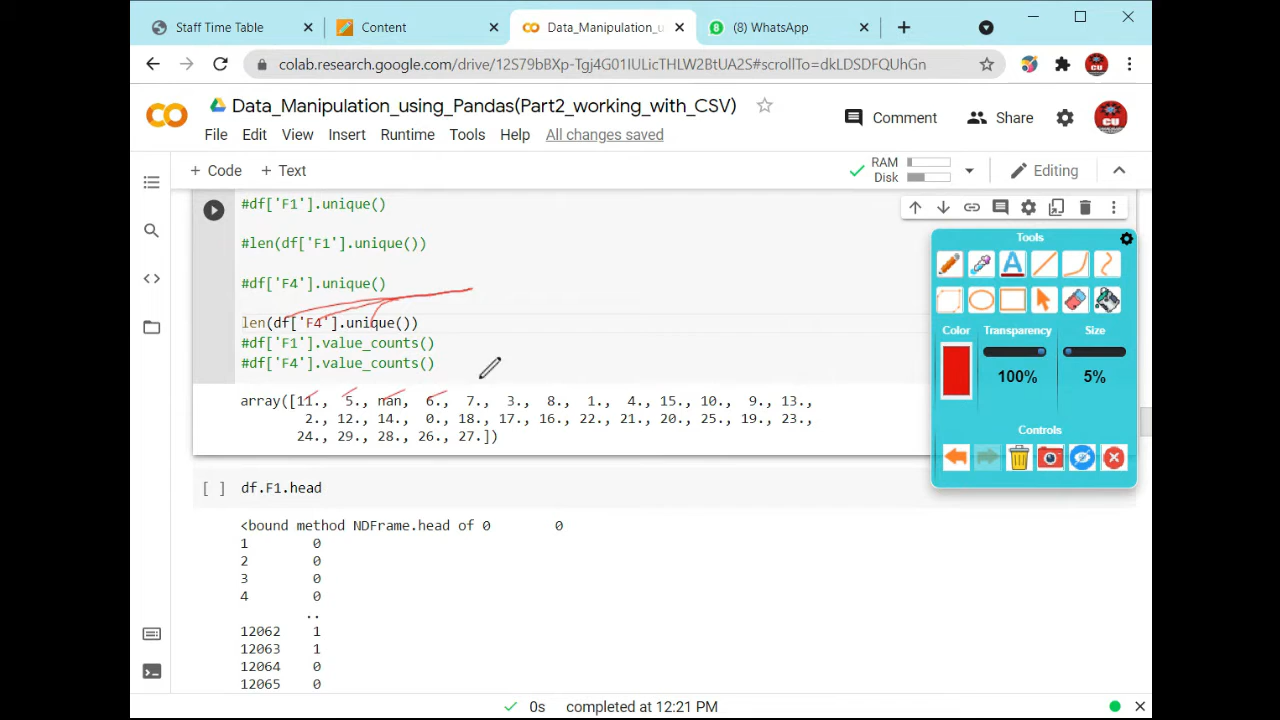 Staff Time Table
Content
Data_Manipulation_u
(8) WhatsApp
colab.research.google.com/drive/12S79bBXp-Tgj4G01IULicTHLW2BtUA2S#scrollTo=dkLDSDFQUhGn
Data_Manipulation_using_Pandas(Part2_working_with_CSV)
Comment
Share
CU
File Edit View Insert Runtime Tools Help All changes saved
+ Code + Text
RAM
Disk
Editing
#df['F1'].unique()
#len(df['F1'].unique())
#df['F4'].unique()
len(df['F4'].unique())
#df['F1'].value_counts()
#df['F4'].value_counts()
array([11., 5., nan, 6., 7., 3., 8., 1., 4., 15., 10., 9., 13.,
2., 12., 14., 0., 18., 17., 16., 22., 21., 20., 25., 19., 23.,
24., 29., 28., 26., 27.])
Tools
A
Color Transparency Size
100% 5%
Controls
[ ] df.F1.head
<bound method NDFrame.head of 0 0
1 0
2 0
3 0
4 0
..
12062 1
12063 1
12064 0
12065 0
0s completed at 12:21 PM